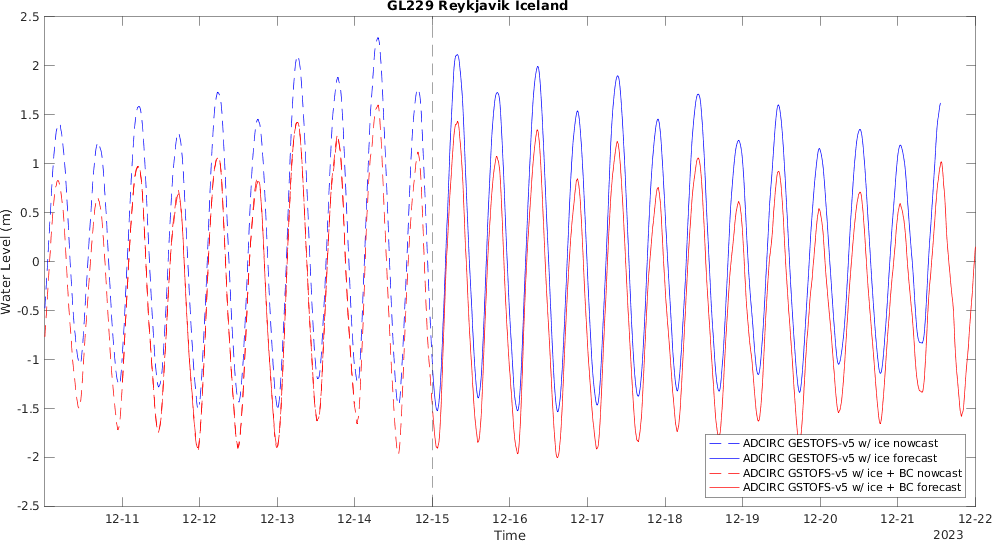 GL229 Reykjavik Iceland
2.5
2
1.5
1
0.5
0
-0.5
-1
-1.5
-2
-2.5
Water Level (m)
ADCIRC GESTOFS-v5 w/ ice nowcast
ADCIRC GESTOFS-v5 w/ ice forecast
ADCIRC GSTOFS-v5 w/ ice + BC nowcast
ADCIRC GSTOFS-v5 w/ ice + BC forecast
12-11 12-12 12-13 12-14 12-15 12-16 12-17 12-18 12-19 12-20 12-21 12-22
Time
2023